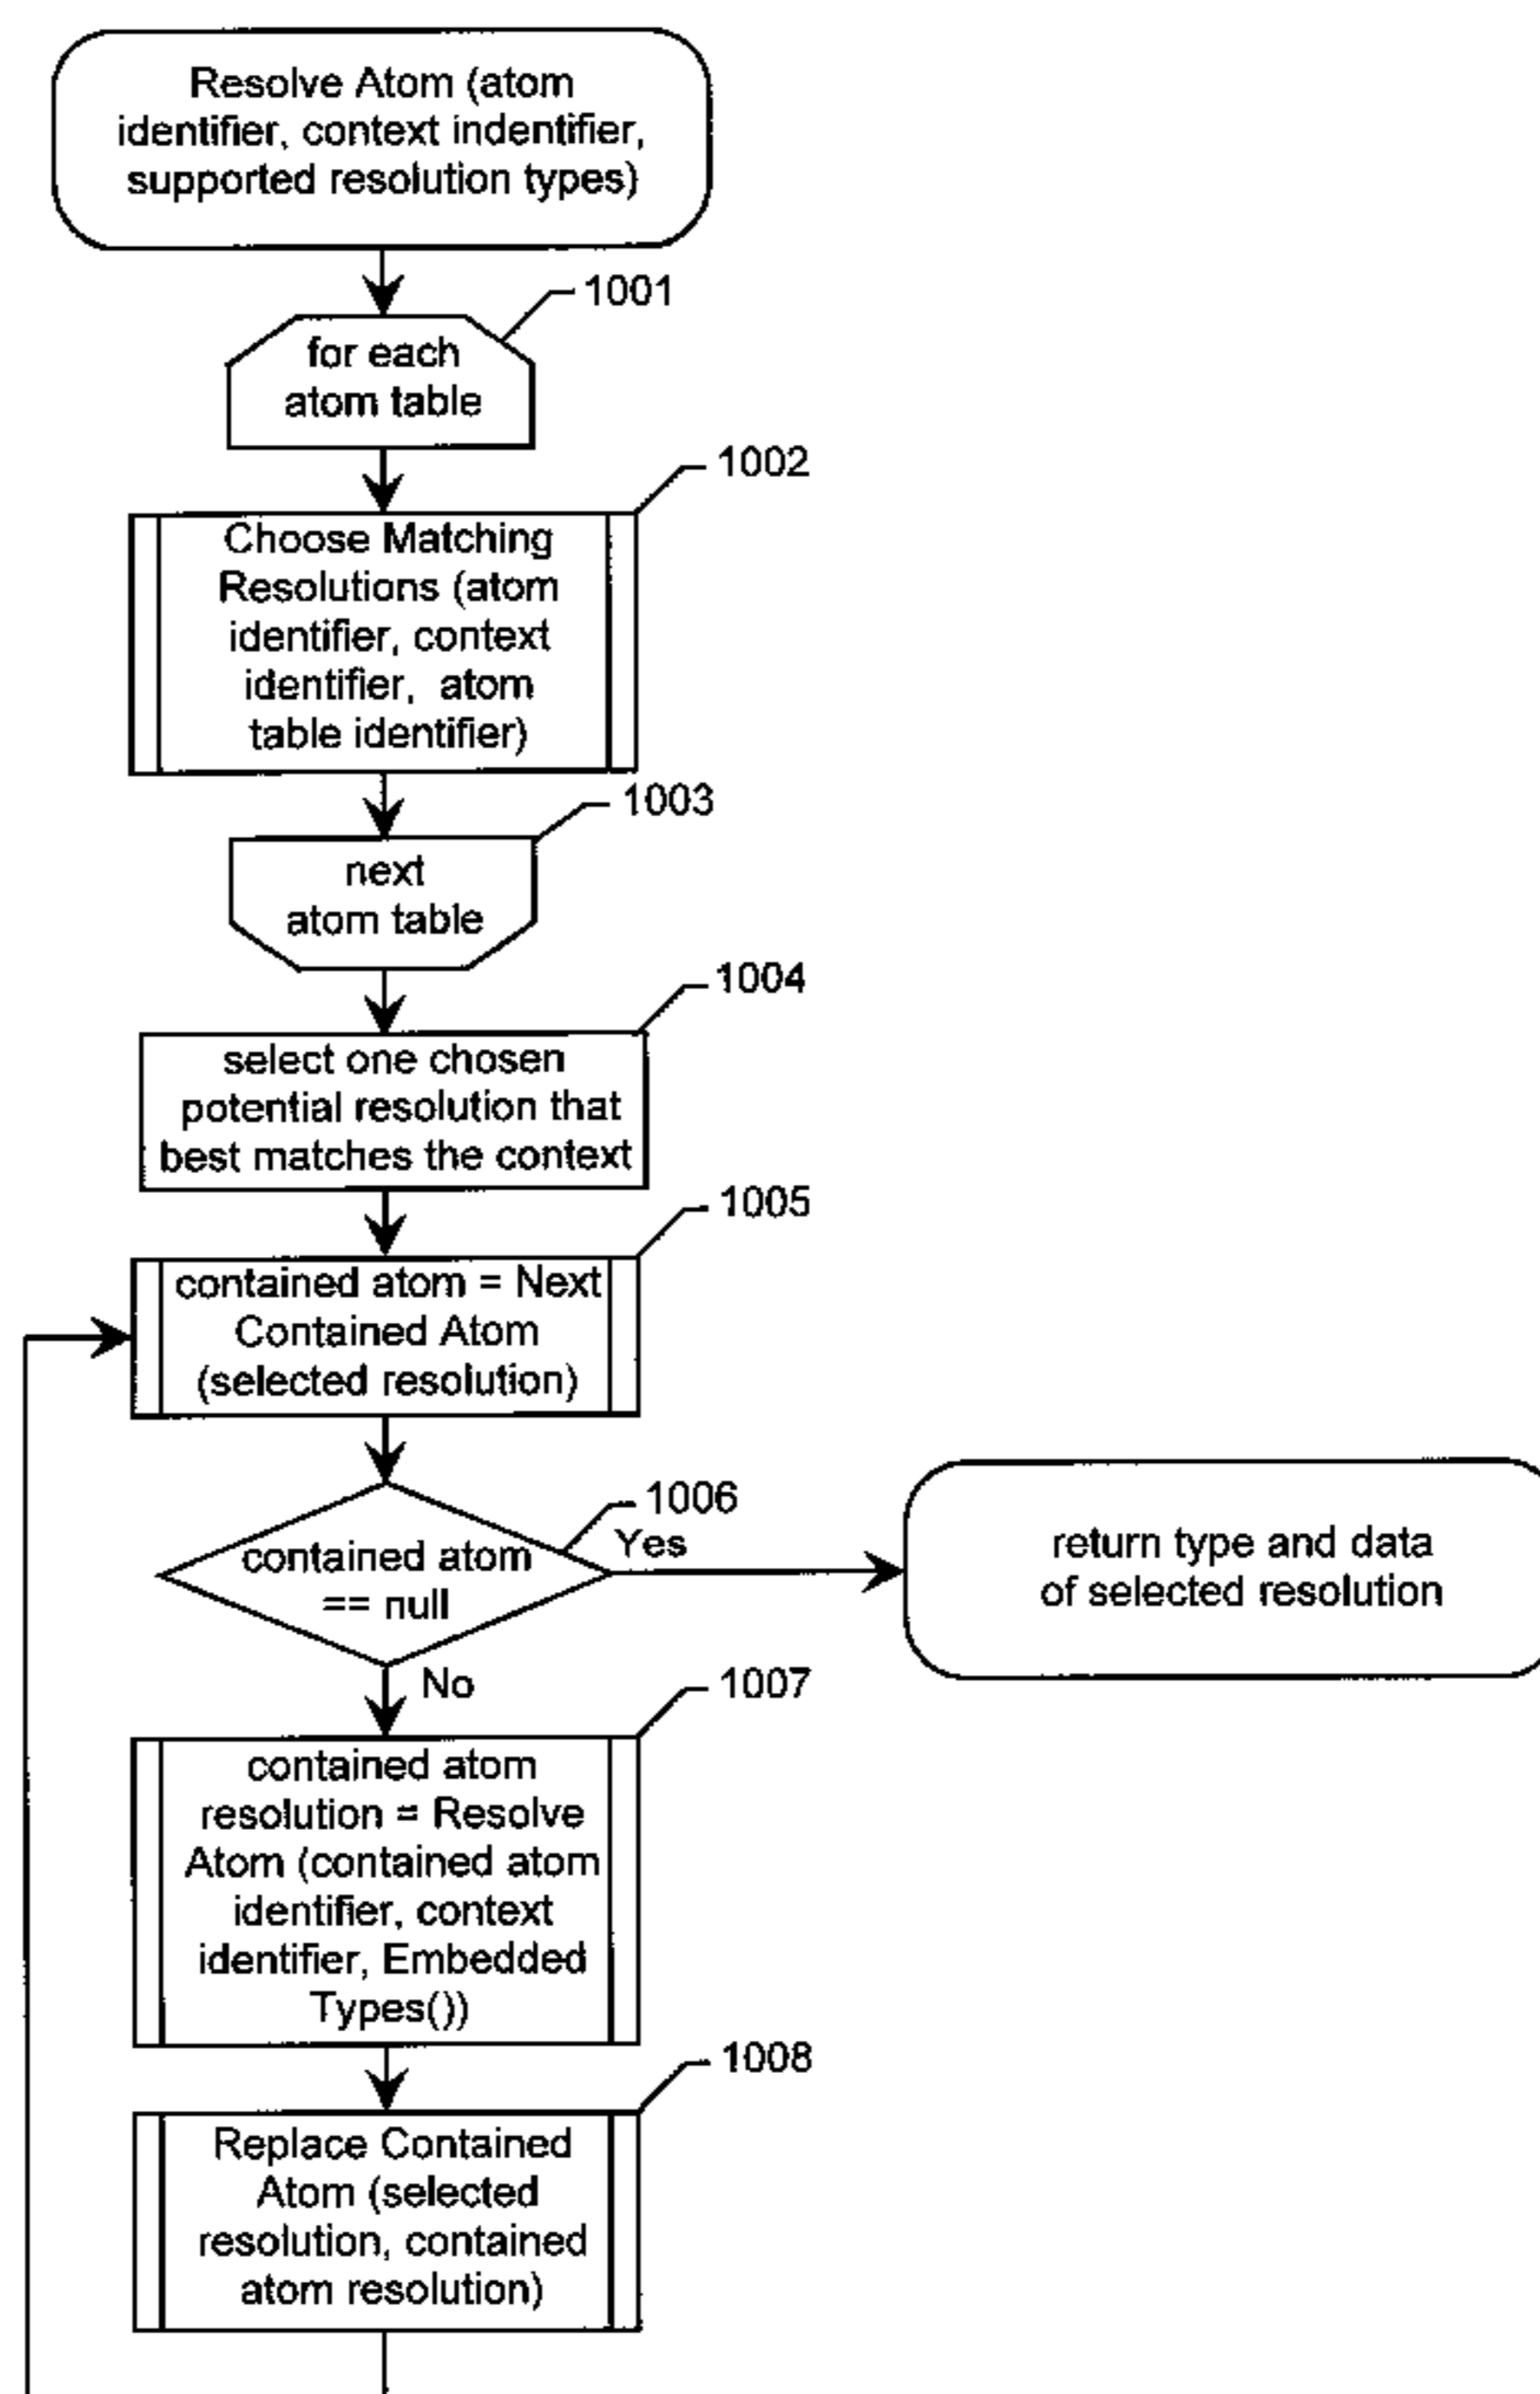 Resolve Atom (atom
identifier, context indentifier,
supported resolution types)
1001
for each
atom table
1002
Choose Matching
Resolutions (atom
identifier, context
identifier, atom
table identifier)
1003
next
atom table
1004
select one chosen
potential resolution that
best matches the context
1005
contained atom = Next
Contained Atom
(selected resolution)
1006
contained atom
== null
Yes
return type and data
of selected resolution
No
1007
contained atom
resolution = Resolve
Atom (contained atom
identifier, context
identifier, Embedded
Types())
1008
Replace Contained
Atom (selected
resolution, contained
atom resolution)